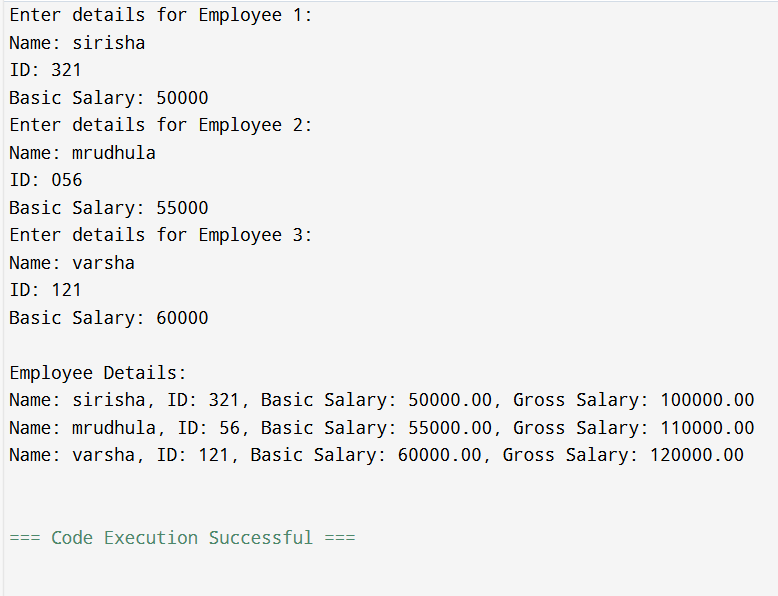 Enter details for Employee 1:
Name: sirisha
ID: 321
Basic Salary: 50000
Enter details for Employee 2:
Name: mrudhula
ID: 056
Basic Salary: 55000
Enter details for Employee 3:
Name: varsha
ID: 121
Basic Salary: 60000
Employee Details:
Name: sirisha, ID: 321, Basic Salary: 50000.00, Gross Salary: 100000.00
Name: mrudhula, ID: 56, Basic Salary: 55000.00, Gross Salary: 110000.00
Name: varsha, ID: 121, Basic Salary: 60000.00, Gross Salary: 120000.00
=== Code Execution Successful ===